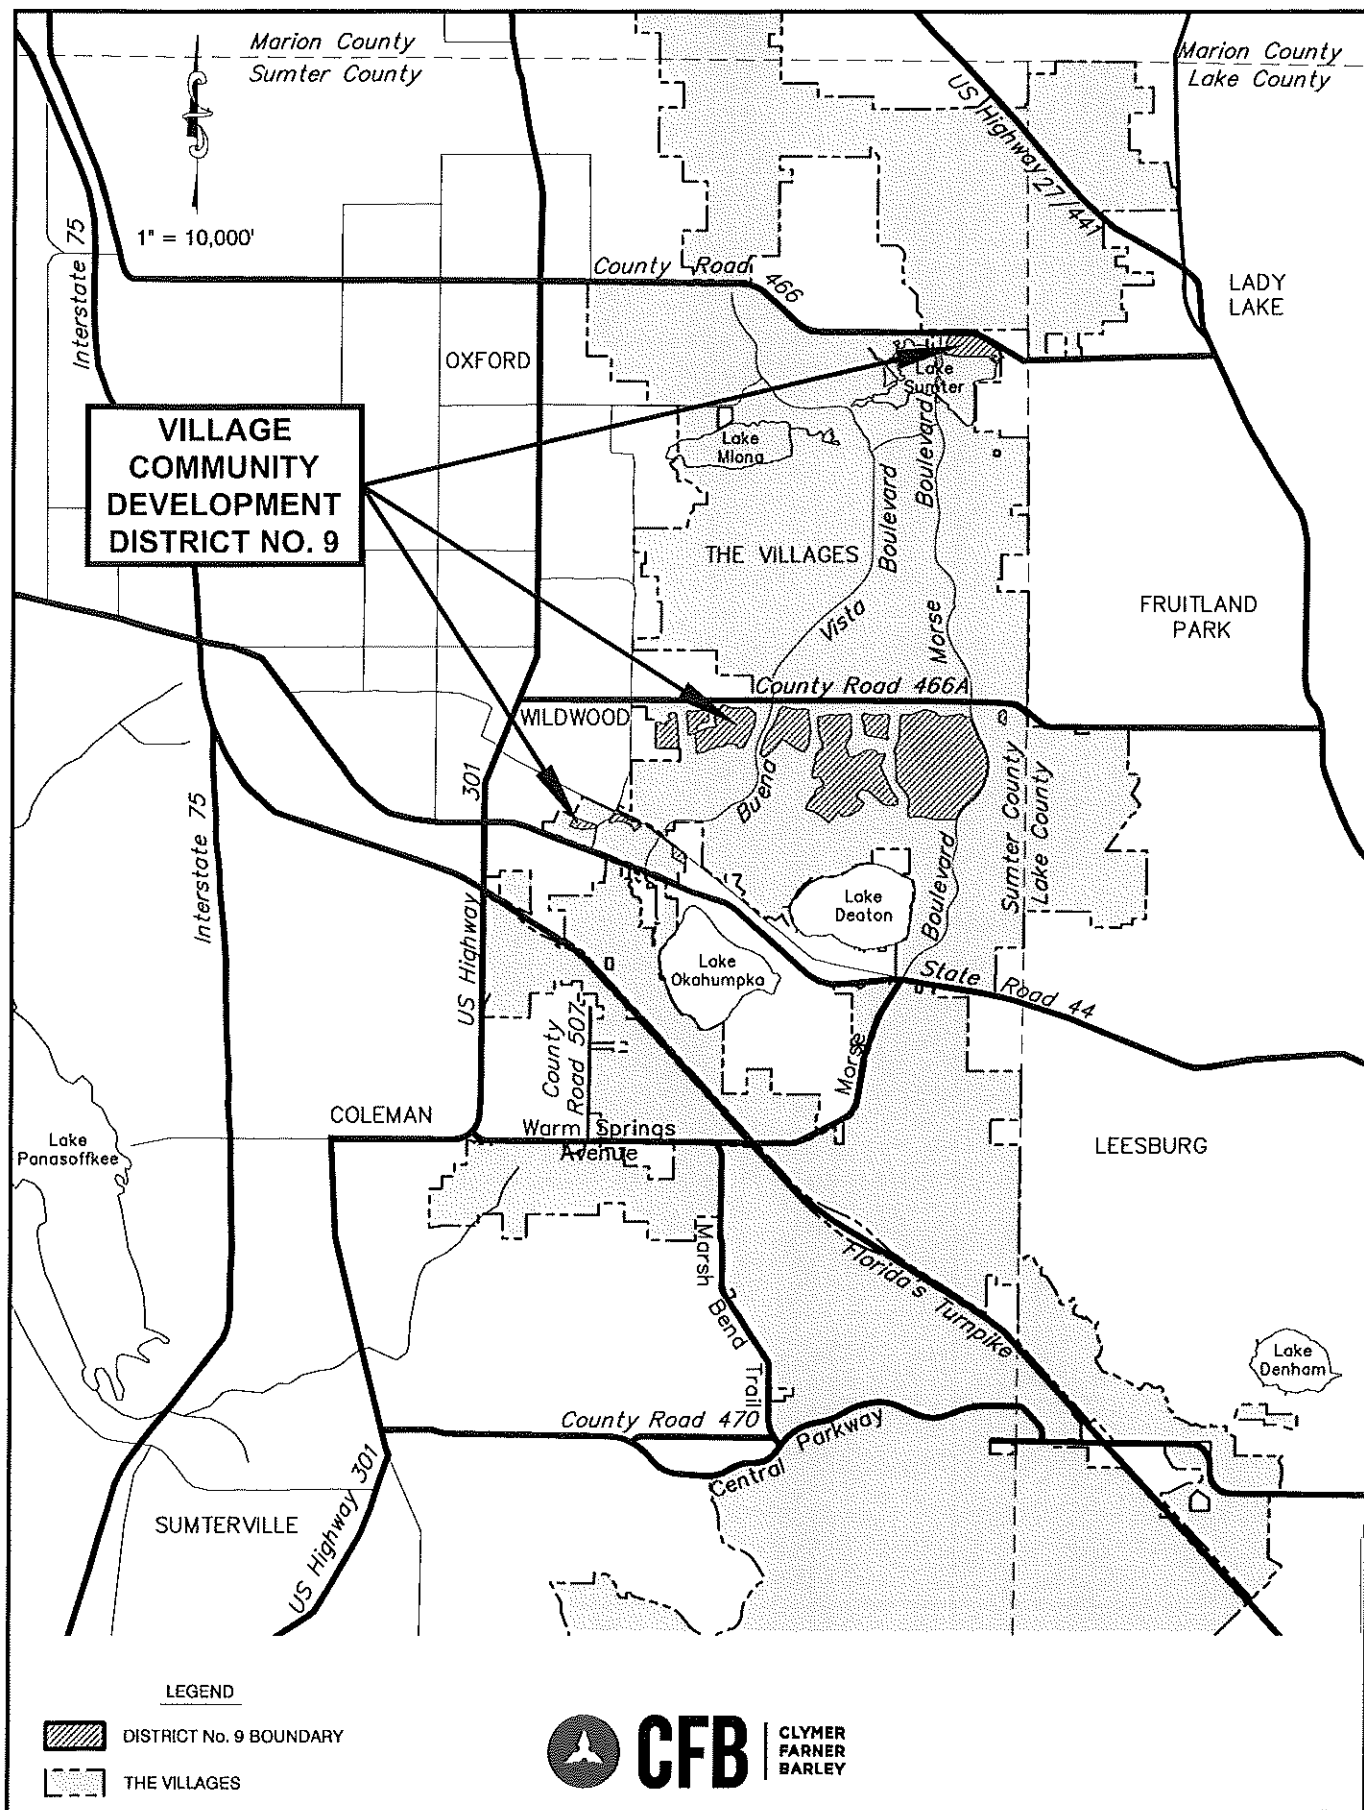 Marion County
Sumter County
Marion County
Lake County
US Highway 27/441
1" = 10,000'
Interstate 75
County Road 466
LADY
LAKE
OXFORD
Lake
Sumter
VILLAGE
COMMUNITY
DEVELOPMENT
DISTRICT NO. 9
Lake
Miona
Boulevard
Boulevard
THE VILLAGES
Vista
Morse
FRUITLAND
PARK
County Road 466A
WILDWOOD
301
Buena
Sumter County
Lake County
Interstate 75
US Highway
Lake
Deaton
Boulevard
Lake
Okahumpka
State Road 44
County
Road 507
Morse
COLEMAN
Warm Springs
Avenue
Lake
Panasoffkee
LEESBURG
Marsh Bend Trail
Florida's Turnpike
Lake
Denham
County Road 470
Central Parkway
US Highway 301
SUMTERVILLE
LEGEND
DISTRICT No. 9 BOUNDARY
THE VILLAGES
CFB
CLYMER
FARNER
BARLEY